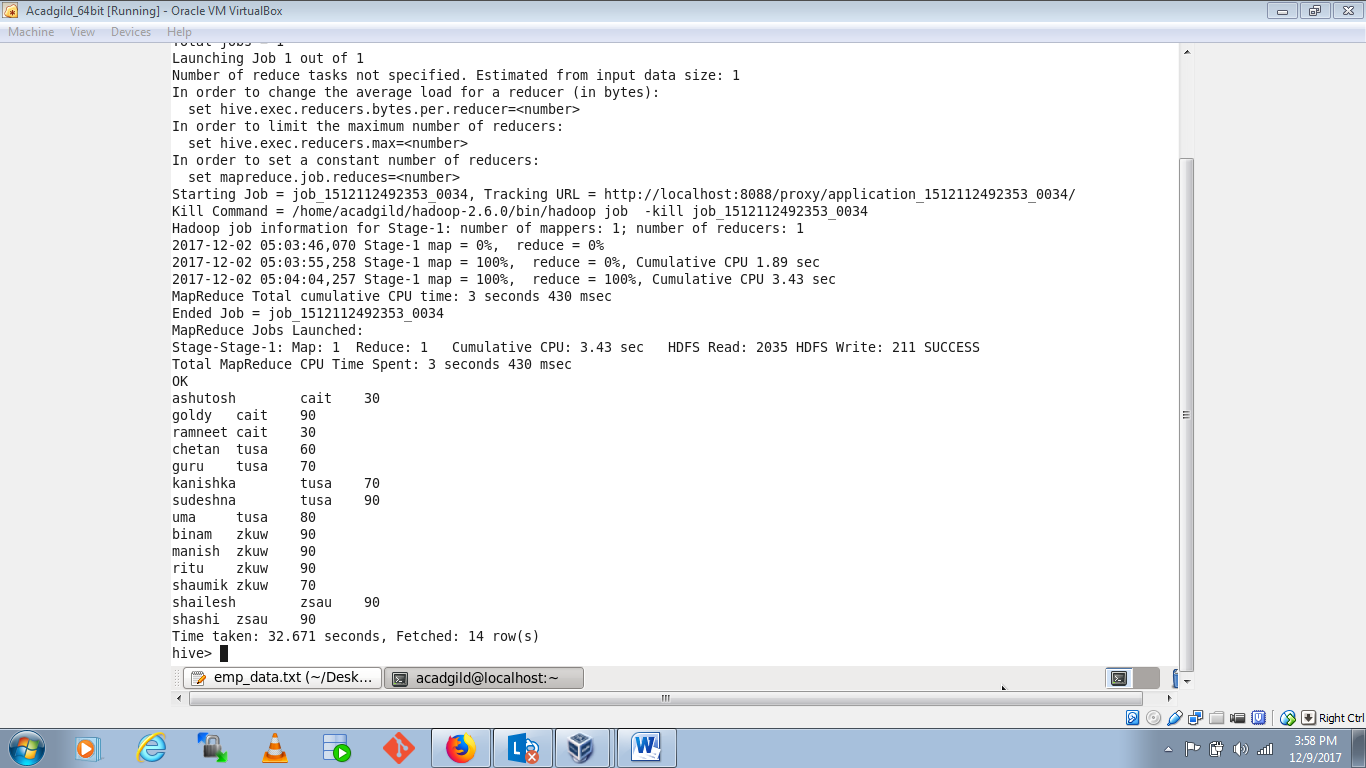 Acadgild_64bit [Running] - Oracle VM VirtualBox
Machine View Devices Help
Total jobs = 1
Launching Job 1 out of 1
Number of reduce tasks not specified. Estimated from input data size: 1
In order to change the average load for a reducer (in bytes):
  set hive.exec.reducers.bytes.per.reducer=<number>
In order to limit the maximum number of reducers:
  set hive.exec.reducers.max=<number>
In order to set a constant number of reducers:
  set mapreduce.job.reduces=<number>
Starting Job = job_1512112492353_0034, Tracking URL = http://localhost:8088/proxy/application_1512112492353_0034/
Kill Command = /home/acadgild/hadoop-2.6.0/bin/hadoop job  -kill job_1512112492353_0034
Hadoop job information for Stage-1: number of mappers: 1; number of reducers: 1
2017-12-02 05:03:46,070 Stage-1 map = 0%,  reduce = 0%
2017-12-02 05:03:55,258 Stage-1 map = 100%,  reduce = 0%, Cumulative CPU 1.89 sec
2017-12-02 05:04:04,257 Stage-1 map = 100%,  reduce = 100%, Cumulative CPU 3.43 sec
MapReduce Total cumulative CPU time: 3 seconds 430 msec
Ended Job = job_1512112492353_0034
MapReduce Jobs Launched:
Stage-Stage-1: Map: 1  Reduce: 1   Cumulative CPU: 3.43 sec   HDFS Read: 2035 HDFS Write: 211 SUCCESS
Total MapReduce CPU Time Spent: 3 seconds 430 msec
OK
ashutosh        cait    30
goldy   cait    90
ramneet cait    30
chetan  tusa    60
guru    tusa    70
kanishka        tusa    70
sudeshna        tusa    90
uma     tusa    80
binam   zkuw    90
manish  zkuw    90
ritu    zkuw    90
shaumik zkuw    70
shailesh        zsau    90
shashi  zsau    90
Time taken: 32.671 seconds, Fetched: 14 row(s)
hive>
emp_data.txt (~/Desk... acadgild@localhost:~
Right Ctrl
3:58 PM
12/9/2017